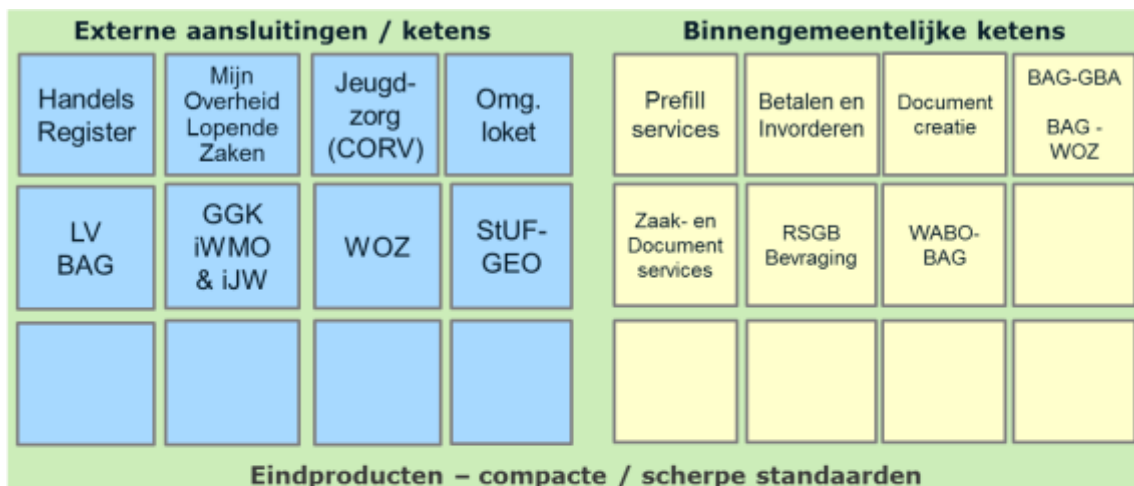 Externe aansluitingen / ketens
Handels
Register
Mijn
Overheid
Lopende
Zaken
Jeugd-
zorg
(CORV)
Omg.
loket
LV
BAG
GGK
iWMO
& iJW
WOZ
StUF-
GEO
Binnengemeentelijke ketens
Prefill
services
Betalen en
Invorderen
Document
creatie
BAG-GBA
BAG -
WOZ
Zaak- en
Document
services
RSGB
Bevraging
WABO-
BAG
Eindproducten – compacte / scherpe standaarden